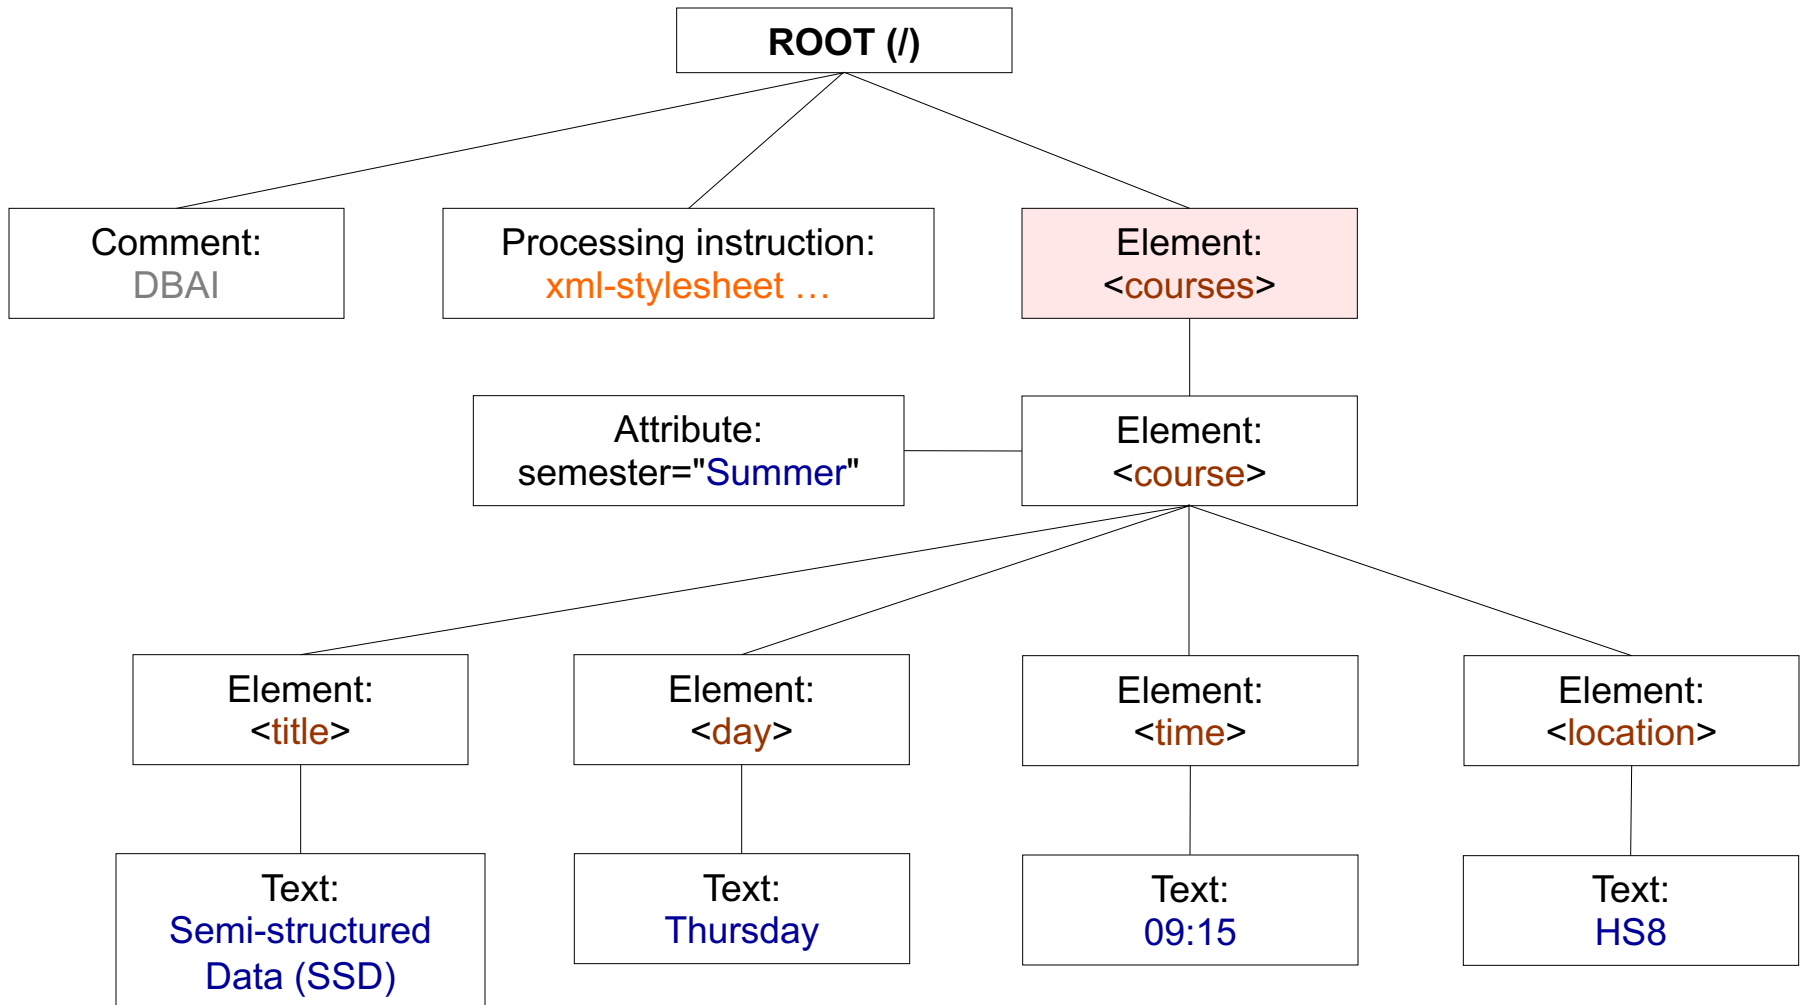 ROOT (/)
Comment:
DBAI
Processing instruction:
xml-stylesheet …
Element:
<courses>
Attribute:
semester="Summer"
Element:
<course>
Element:
<title>
Element:
<day>
Element:
<time>
Element:
<location>
Text:
Semi-structured
Data (SSD)
Text:
Thursday
Text:
09:15
Text:
HS8